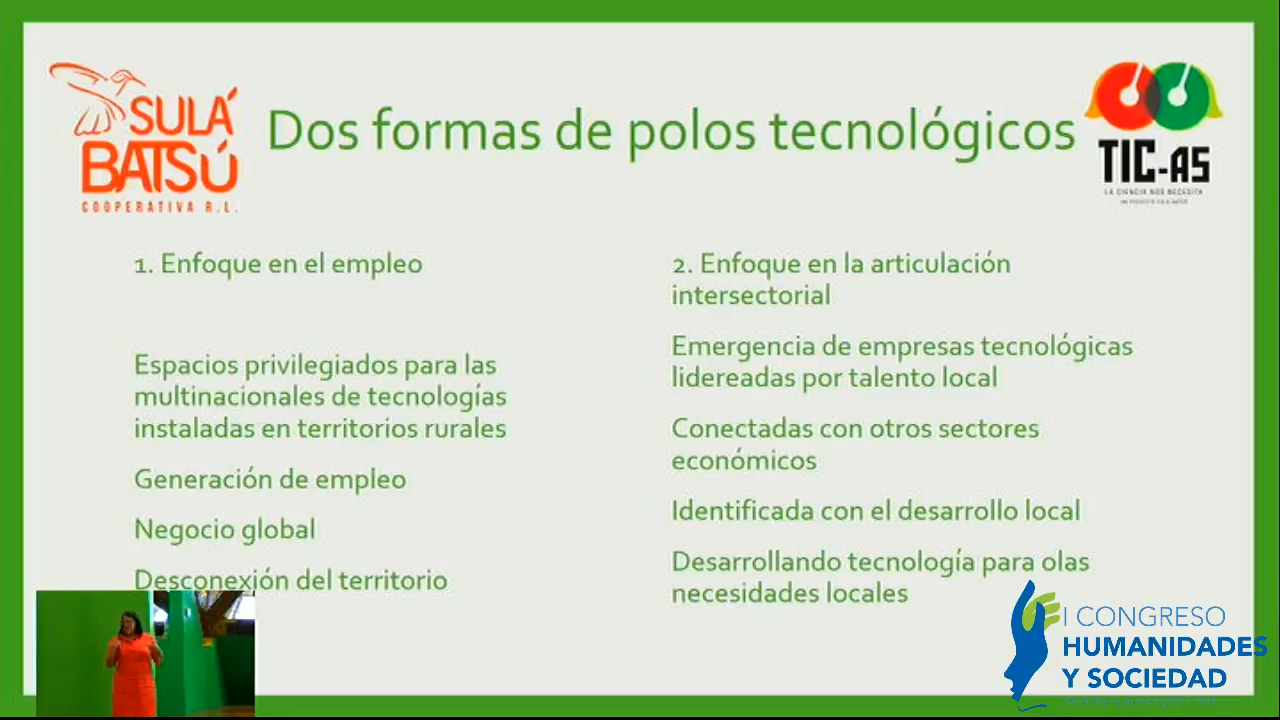 SULÁ
BATSÚ
COOPERATIVA R.L.
Dos formas de polos tecnológicos
TIC-AS
LA CIENCIA NOS NECESITA
1. Enfoque en el empleo
Espacios privilegiados para las
multinacionales de tecnologías
instaladas en territorios rurales
Generación de empleo
Negocio global
Desconexión del territorio
2. Enfoque en la articulación
intersectorial
Emergencia de empresas tecnológicas
lidereadas por talento local
Conectadas con otros sectores
económicos
Identificada con el desarrollo local
Desarrollando tecnología para olas
necesidades locales
I CONGRESO
HUMANIDADES
Y SOCIEDAD